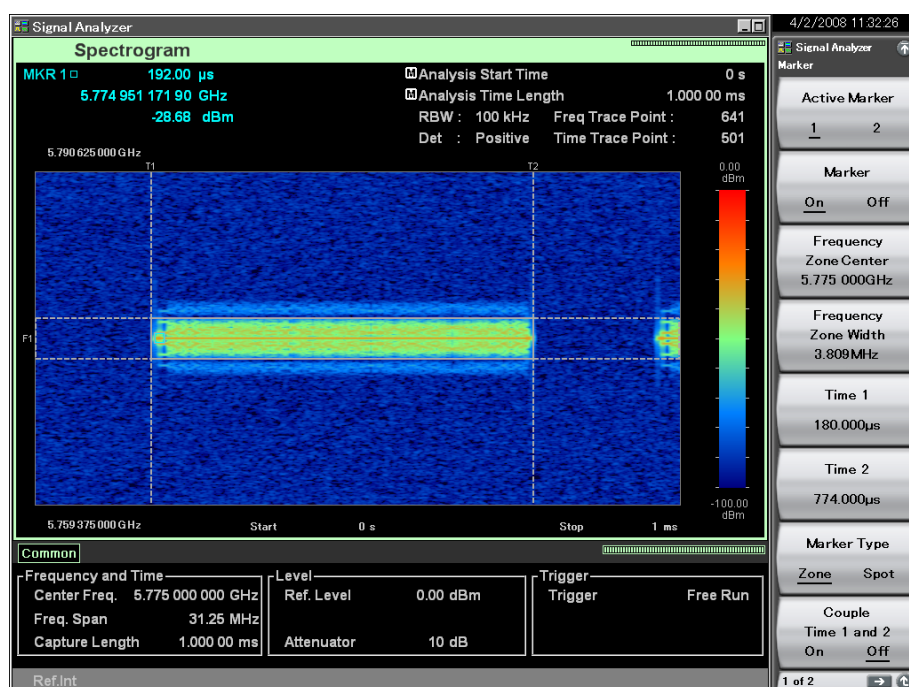 Signal Analyzer
Spectrogram
MKR 1 192.00 µs
5.774 951 171 90 GHz
-28.68 dBm
M Analysis Start Time 0 s
M Analysis Time Length 1.000 00 ms
RBW : 100 kHz Freq Trace Point : 641
Det : Positive Time Trace Point : 501
5.790 625 000 GHz
T1 T2
0.00
dBm
F1
-100.00
dBm
5.759 375 000 GHz Start 0 s Stop 1 ms
Common
Frequency and Time
Center Freq. 5.775 000 000 GHz
Freq. Span 31.25 MHz
Capture Length 1.000 00 ms
Level
Ref. Level 0.00 dBm
Attenuator 10 dB
Trigger
Trigger Free Run
Ref.Int
4/2/2008 11:32:26
Signal Analyzer
Marker
Active Marker
1 2
Marker
On Off
Frequency
Zone Center
5.775 000GHz
Frequency
Zone Width
3.809MHz
Time 1
180.000µs
Time 2
774.000µs
Marker Type
Zone Spot
Couple
Time 1 and 2
On Off
1 of 2